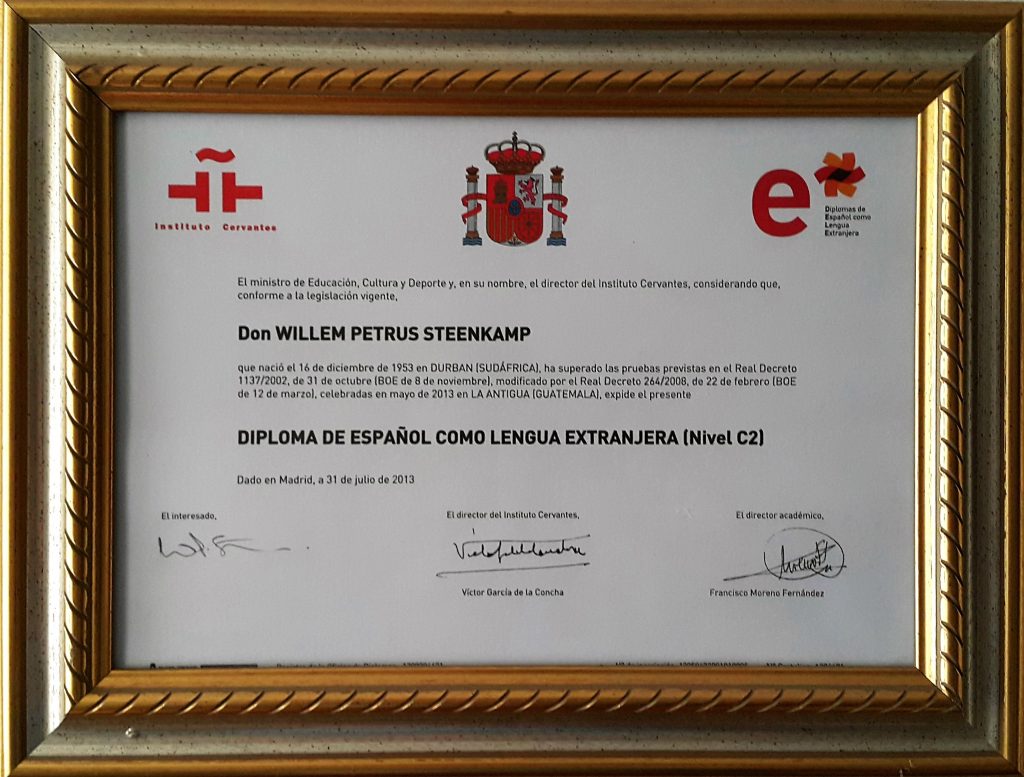 Instituto Cervantes
e
Diplomas de
Español como
Lengua
Extranjera
El ministro de Educación, Cultura y Deporte y, en su nombre, el director del Instituto Cervantes, considerando que,
conforme a la legislación vigente,
Don WILLEM PETRUS STEENKAMP
que nació el 16 de diciembre de 1953 en DURBAN (SUDÁFRICA), ha superado las pruebas previstas en el Real Decreto
1137/2002, de 31 de octubre (BOE de 8 de noviembre), modificado por el Real Decreto 264/2008, de 22 de febrero (BOE
de 12 de marzo), celebradas en mayo de 2013 en LA ANTIGUA (GUATEMALA), expide el presente
DIPLOMA DE ESPAÑOL COMO LENGUA EXTRANJERA (Nivel C2)
Dado en Madrid, a 31 de julio de 2013
El interesado,
El director del Instituto Cervantes,
El director académico,
Víctor García de la Concha
Francisco Moreno Fernández